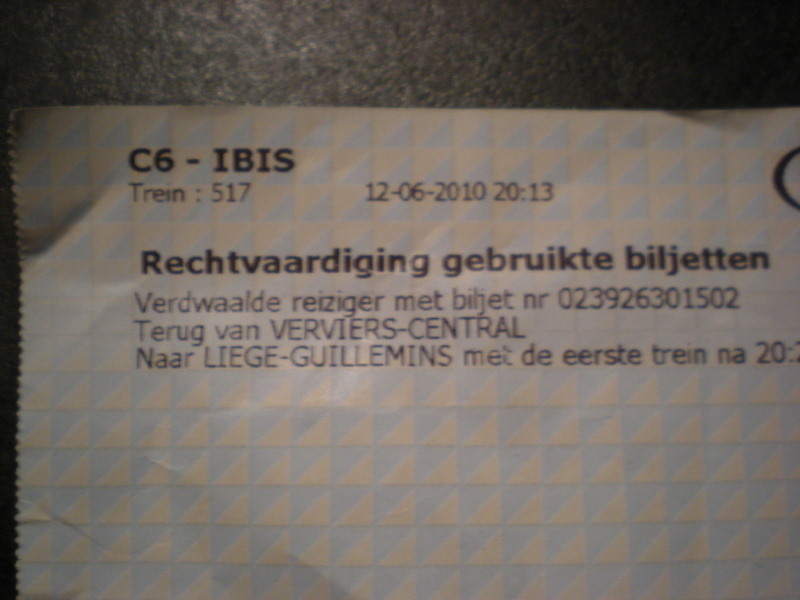 C6 - IBIS
Trein : 517 12-06-2010 20:13
Rechtvaardiging gebruikte biljetten
Verdwaalde reiziger met biljet nr 023926301502
Terug van VERVIERS-CENTRAL
Naar LIEGE-GUILLEMINS met de eerste trein na